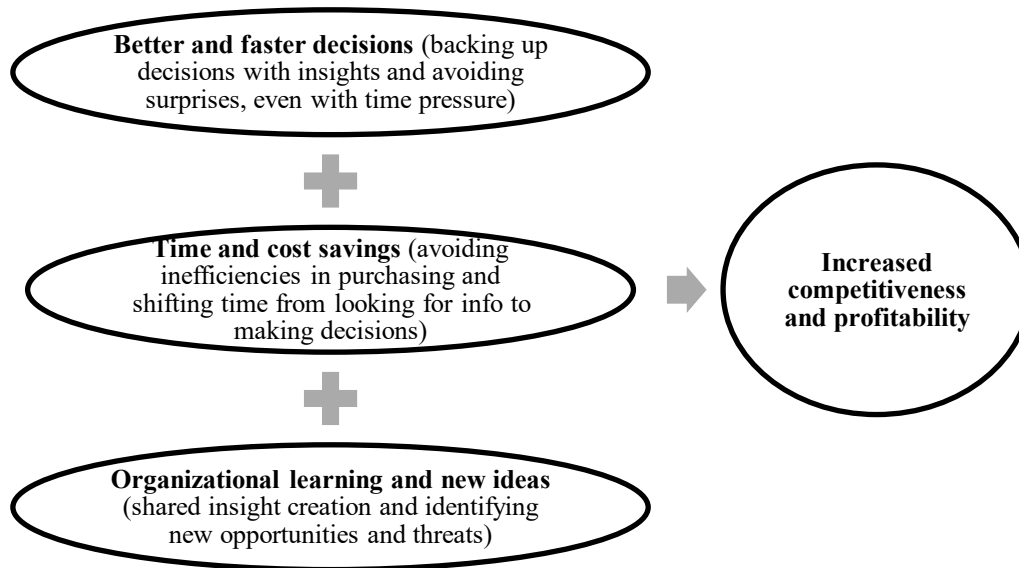 Better and faster decisions (backing up
decisions with insights and avoiding
surprises, even with time pressure)
Time and cost savings (avoiding
inefficiencies in purchasing and
shifting time from looking for info to
making decisions)
Increased
competitiveness
and profitability
Organizational learning and new ideas
(shared insight creation and identifying
new opportunities and threats)